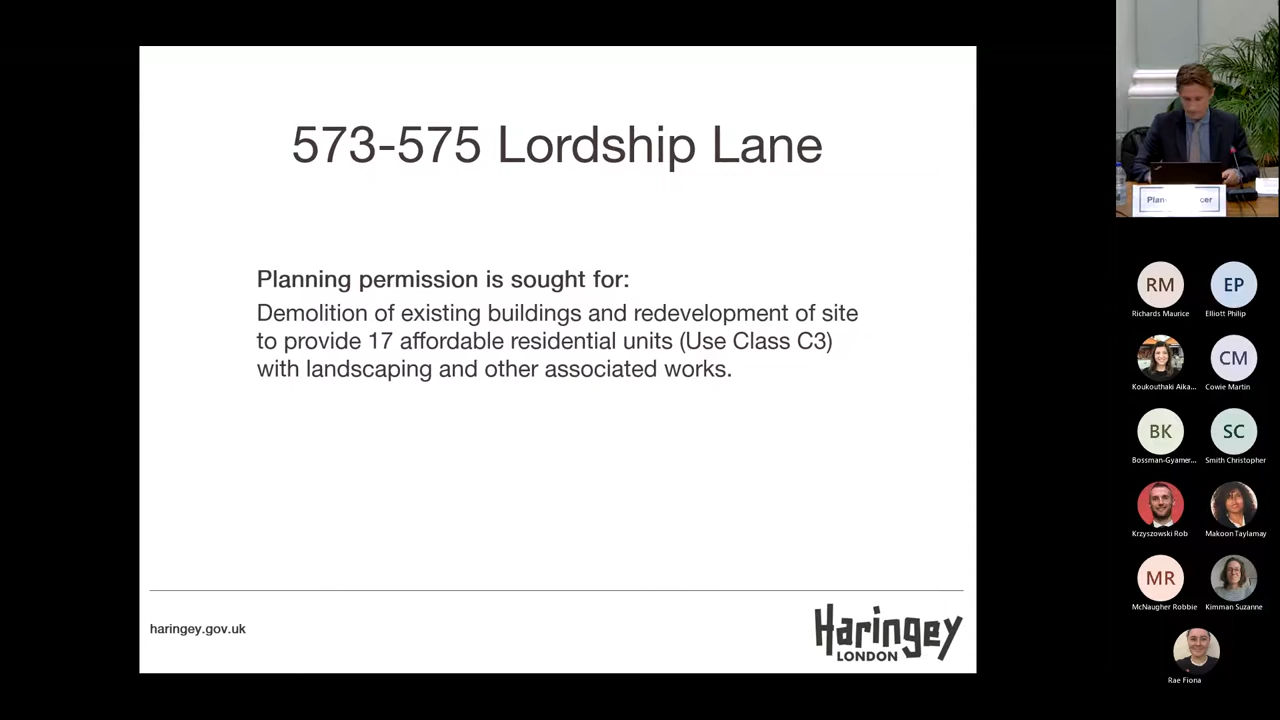 573-575 Lordship Lane
Planning permission is sought for:
Demolition of existing buildings and redevelopment of site
to provide 17 affordable residential units (Use Class C3)
with landscaping and other associated works.
haringey.gov.uk
Haringey
LONDON
Plan cer
RM EP
Richards Maurice Elliott Philip
CM
Koukouthaki Aika... Cowie Martin
BK SC
Bossman-Gyamer... Smith Christopher
Krzyszowski Rob Makoon Taylamay
MR
McNaugher Robbie Kimman Suzanne
Rae Fiona